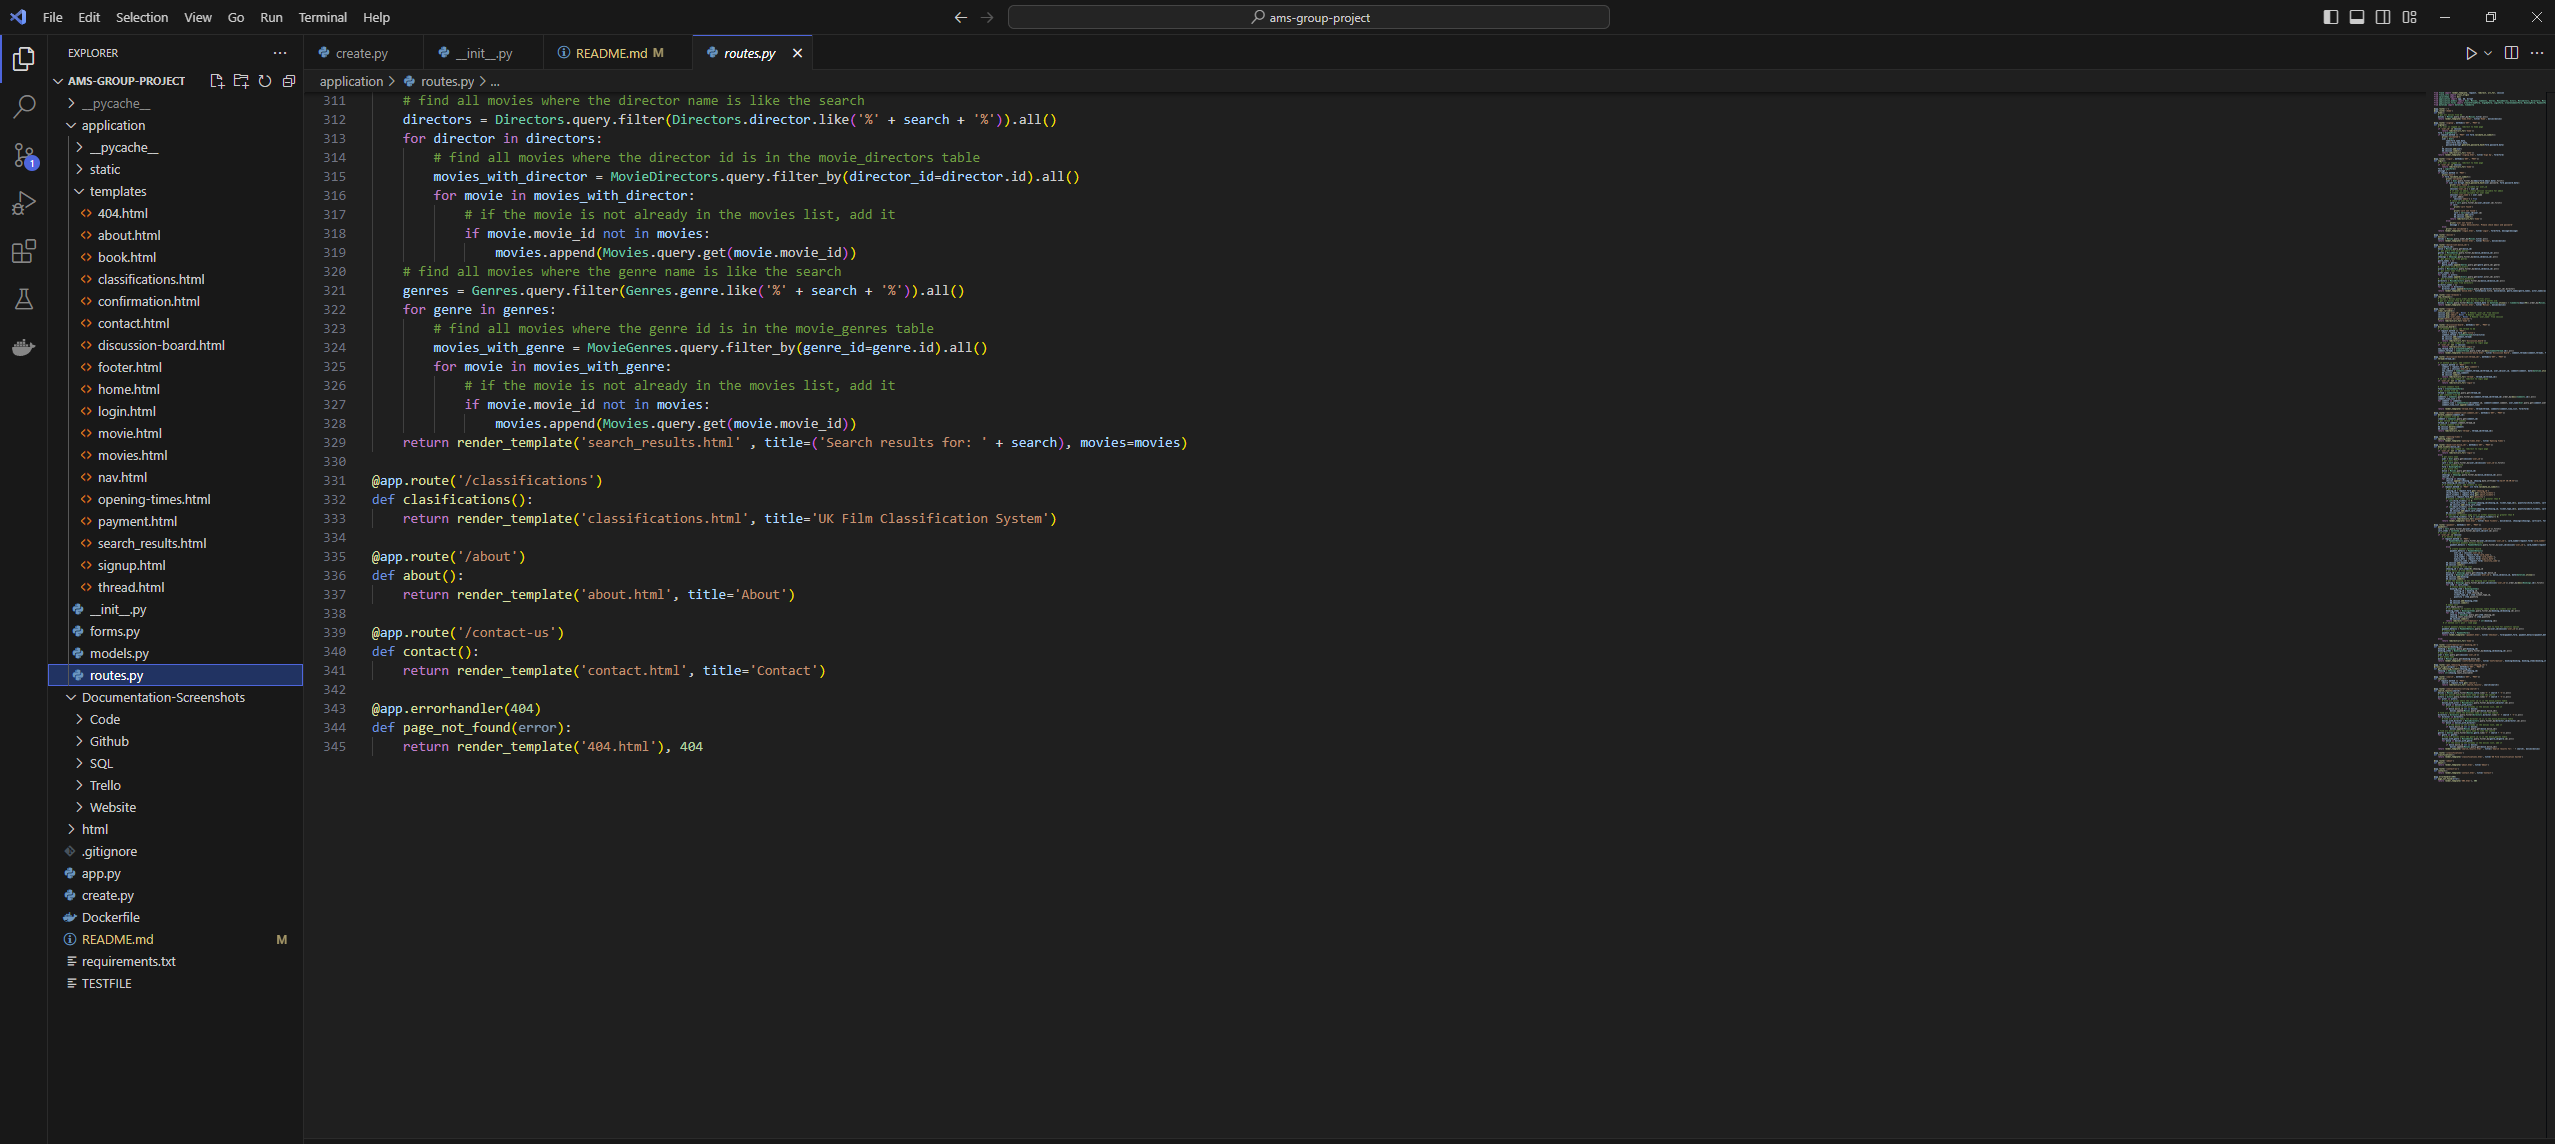 File Edit Selection View Go Run Terminal Help
ams-group-project
EXPLORER
AMS-GROUP-PROJECT
__pycache__
application
__pycache__
static
templates
404.html
about.html
book.html
classifications.html
confirmation.html
contact.html
discussion-board.html
footer.html
home.html
login.html
movie.html
movies.html
nav.html
opening-times.html
payment.html
search_results.html
signup.html
thread.html
__init__.py
forms.py
models.py
routes.py
Documentation-Screenshots
Code
Github
SQL
Trello
Website
html
.gitignore
app.py
create.py
Dockerfile
README.md M
requirements.txt
TESTFILE
1
create.py __init__.py README.md M routes.py
application > routes.py > ...
311 # find all movies where the director name is like the search
312 directors = Directors.query.filter(Directors.director.like('%' + search + '%')).all()
313 for director in directors:
314 # find all movies where the director id is in the movie_directors table
315 movies_with_director = MovieDirectors.query.filter_by(director_id=director.id).all()
316 for movie in movies_with_director:
317 # if the movie is not already in the movies list, add it
318 if movie.movie_id not in movies:
319 movies.append(Movies.query.get(movie.movie_id))
320 # find all movies where the genre name is like the search
321 genres = Genres.query.filter(Genres.genre.like('%' + search + '%')).all()
322 for genre in genres:
323 # find all movies where the genre id is in the movie_genres table
324 movies_with_genre = MovieGenres.query.filter_by(genre_id=genre.id).all()
325 for movie in movies_with_genre:
326 # if the movie is not already in the movies list, add it
327 if movie.movie_id not in movies:
328 movies.append(Movies.query.get(movie.movie_id))
329 return render_template('search_results.html' , title=('Search results for: ' + search), movies=movies)
330
331 @app.route('/classifications')
332 def clasifications():
333 return render_template('classifications.html', title='UK Film Classification System')
334
335 @app.route('/about')
336 def about():
337 return render_template('about.html', title='About')
338
339 @app.route('/contact-us')
340 def contact():
341 return render_template('contact.html', title='Contact')
342
343 @app.errorhandler(404)
344 def page_not_found(error):
345 return render_template('404.html'), 404